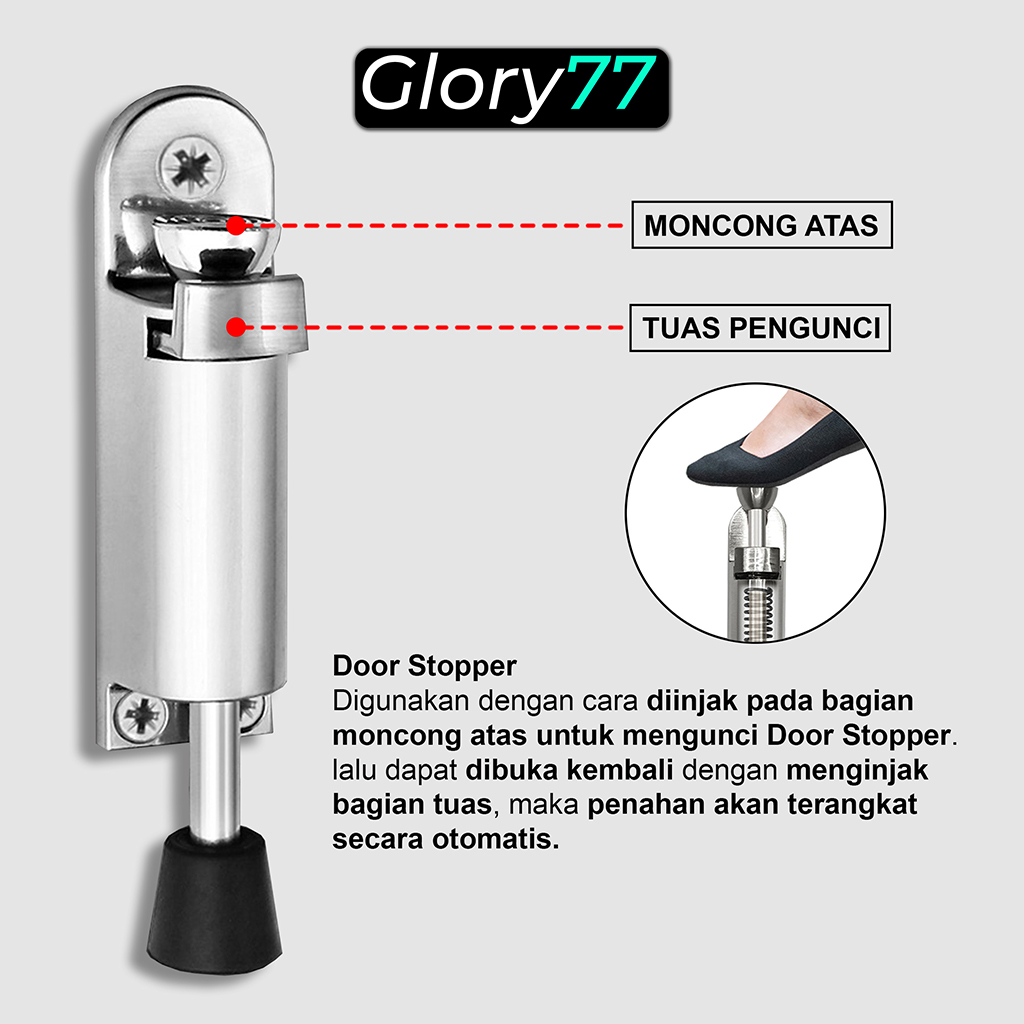 Glory77
MONCONG ATAS
TUAS PENGUNCI
Door Stopper
Digunakan dengan cara diinjak pada bagian
moncong atas untuk mengunci Door Stopper.
lalu dapat dibuka kembali dengan menginjak
bagian tuas, maka penahan akan terangkat
secara otomatis.